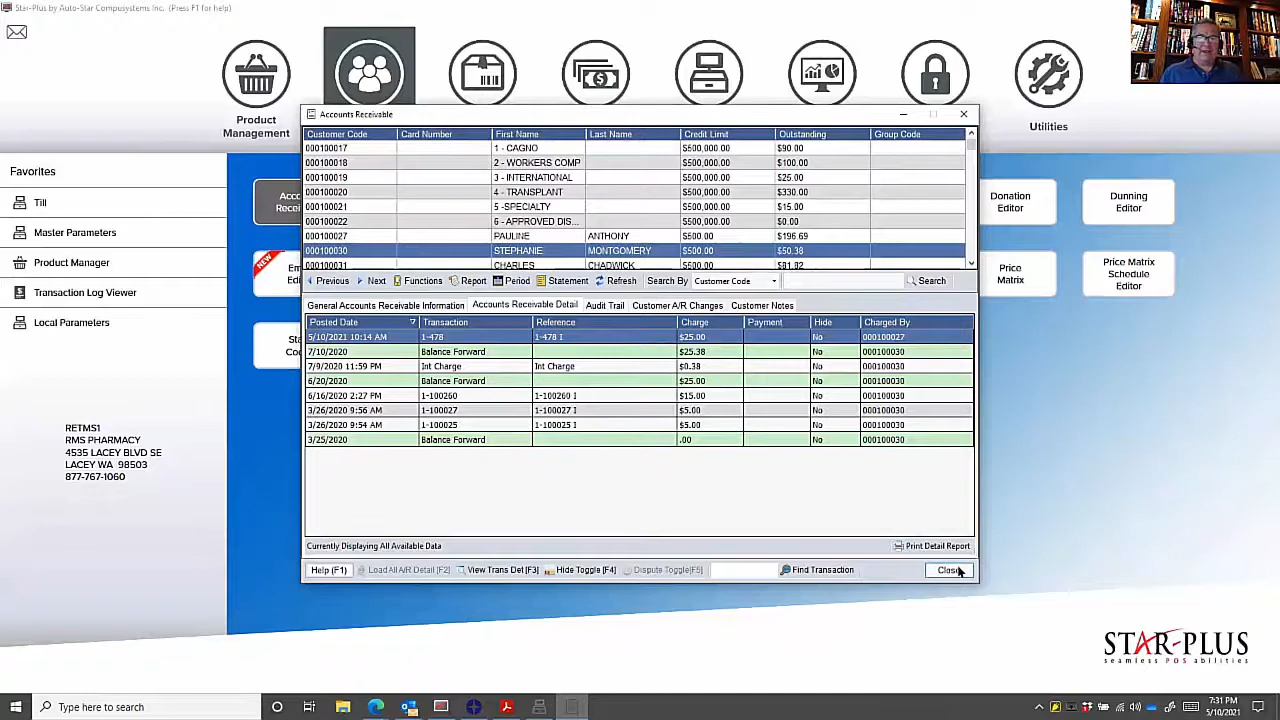 Star-Plus by Auto-Star Compusystems Inc. (Press F1 for help)
Product Management
Utilities
Favorites
Till
Master Parameters
Product Manager
Transaction Log Viewer
Local Parameters
RETMS1
RMS PHARMACY
4535 LACEY BLVD SE
LACEY WA 98503
877-767-1060
NEW
Donation Editor
Dunning Editor
Price Matrix
Price Matrix Schedule Editor
Accounts Receivable
Customer Code Card Number First Name Last Name Credit Limit Outstanding Group Code
000100017 1 - CAGNO $500,000.00 $90.00
000100018 2 - WORKERS COMP $500,000.00 $100.00
000100019 3 - INTERNATIONAL $500,000.00 $25.00
000100020 4 - TRANSPLANT $500,000.00 $330.00
000100021 5 -SPECIALTY $500,000.00 $15.00
000100022 6 - APPROVED DIS... $500,000.00 $0.00
000100027 PAULINE ANTHONY $500.00 $196.69
000100030 STEPHANIE MONTGOMERY $500.00 $50.38
000100031 CHARLES CHADWICK $500.00 $81.82
Previous Next Functions Report Period Statement Refresh Search By Customer Code Search
General Accounts Receivable Information Accounts Receivable Detail Audit Trail Customer A/R Changes Customer Notes
Posted Date Transaction Reference Charge Payment Hide Charged By
5/10/2021 10:14 AM 1-478 1-478 I $25.00 No 000100027
7/10/2020 Balance Forward $25.38 No 000100030
7/9/2020 11:59 PM Int Charge Int Charge $0.38 No 000100030
6/20/2020 Balance Forward $25.00 No 000100030
6/16/2020 2:27 PM 1-100260 1-100260 I $15.00 No 000100030
3/26/2020 9:56 AM 1-100027 1-100027 I $5.00 No 000100030
3/26/2020 9:54 AM 1-100025 1-100025 I $5.00 No 000100030
3/25/2020 Balance Forward .00 No 000100030
Currently Displaying All Available Data Print Detail Report
Help (F1) Load All A/R Detail [F2] View Trans Det [F3] Hide Toggle [F4] Dispute Toggle[F5] Find Transaction Close
STAR-PLUS
seamless POS abilities
Type here to search
7:31 PM
5/10/2021